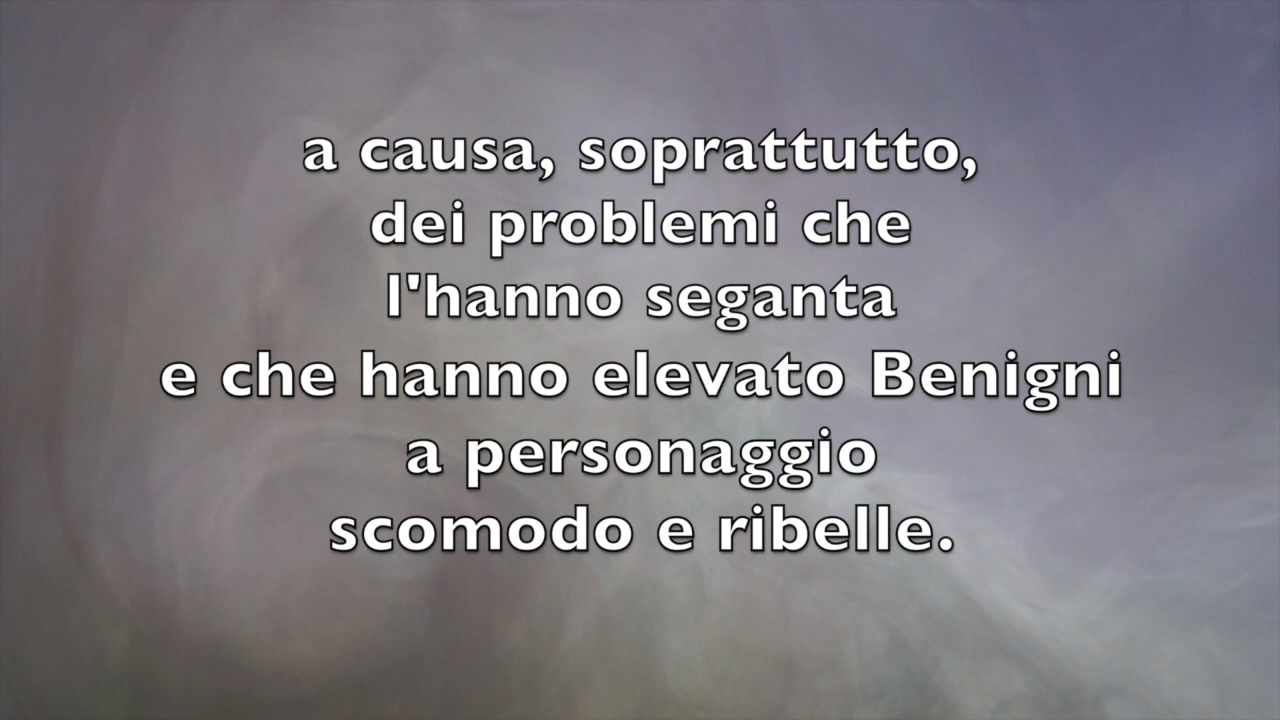 a causa, soprattutto,
dei problemi che
l'hanno seganta
e che hanno elevato Benigni
a personaggio
scomodo e ribelle.